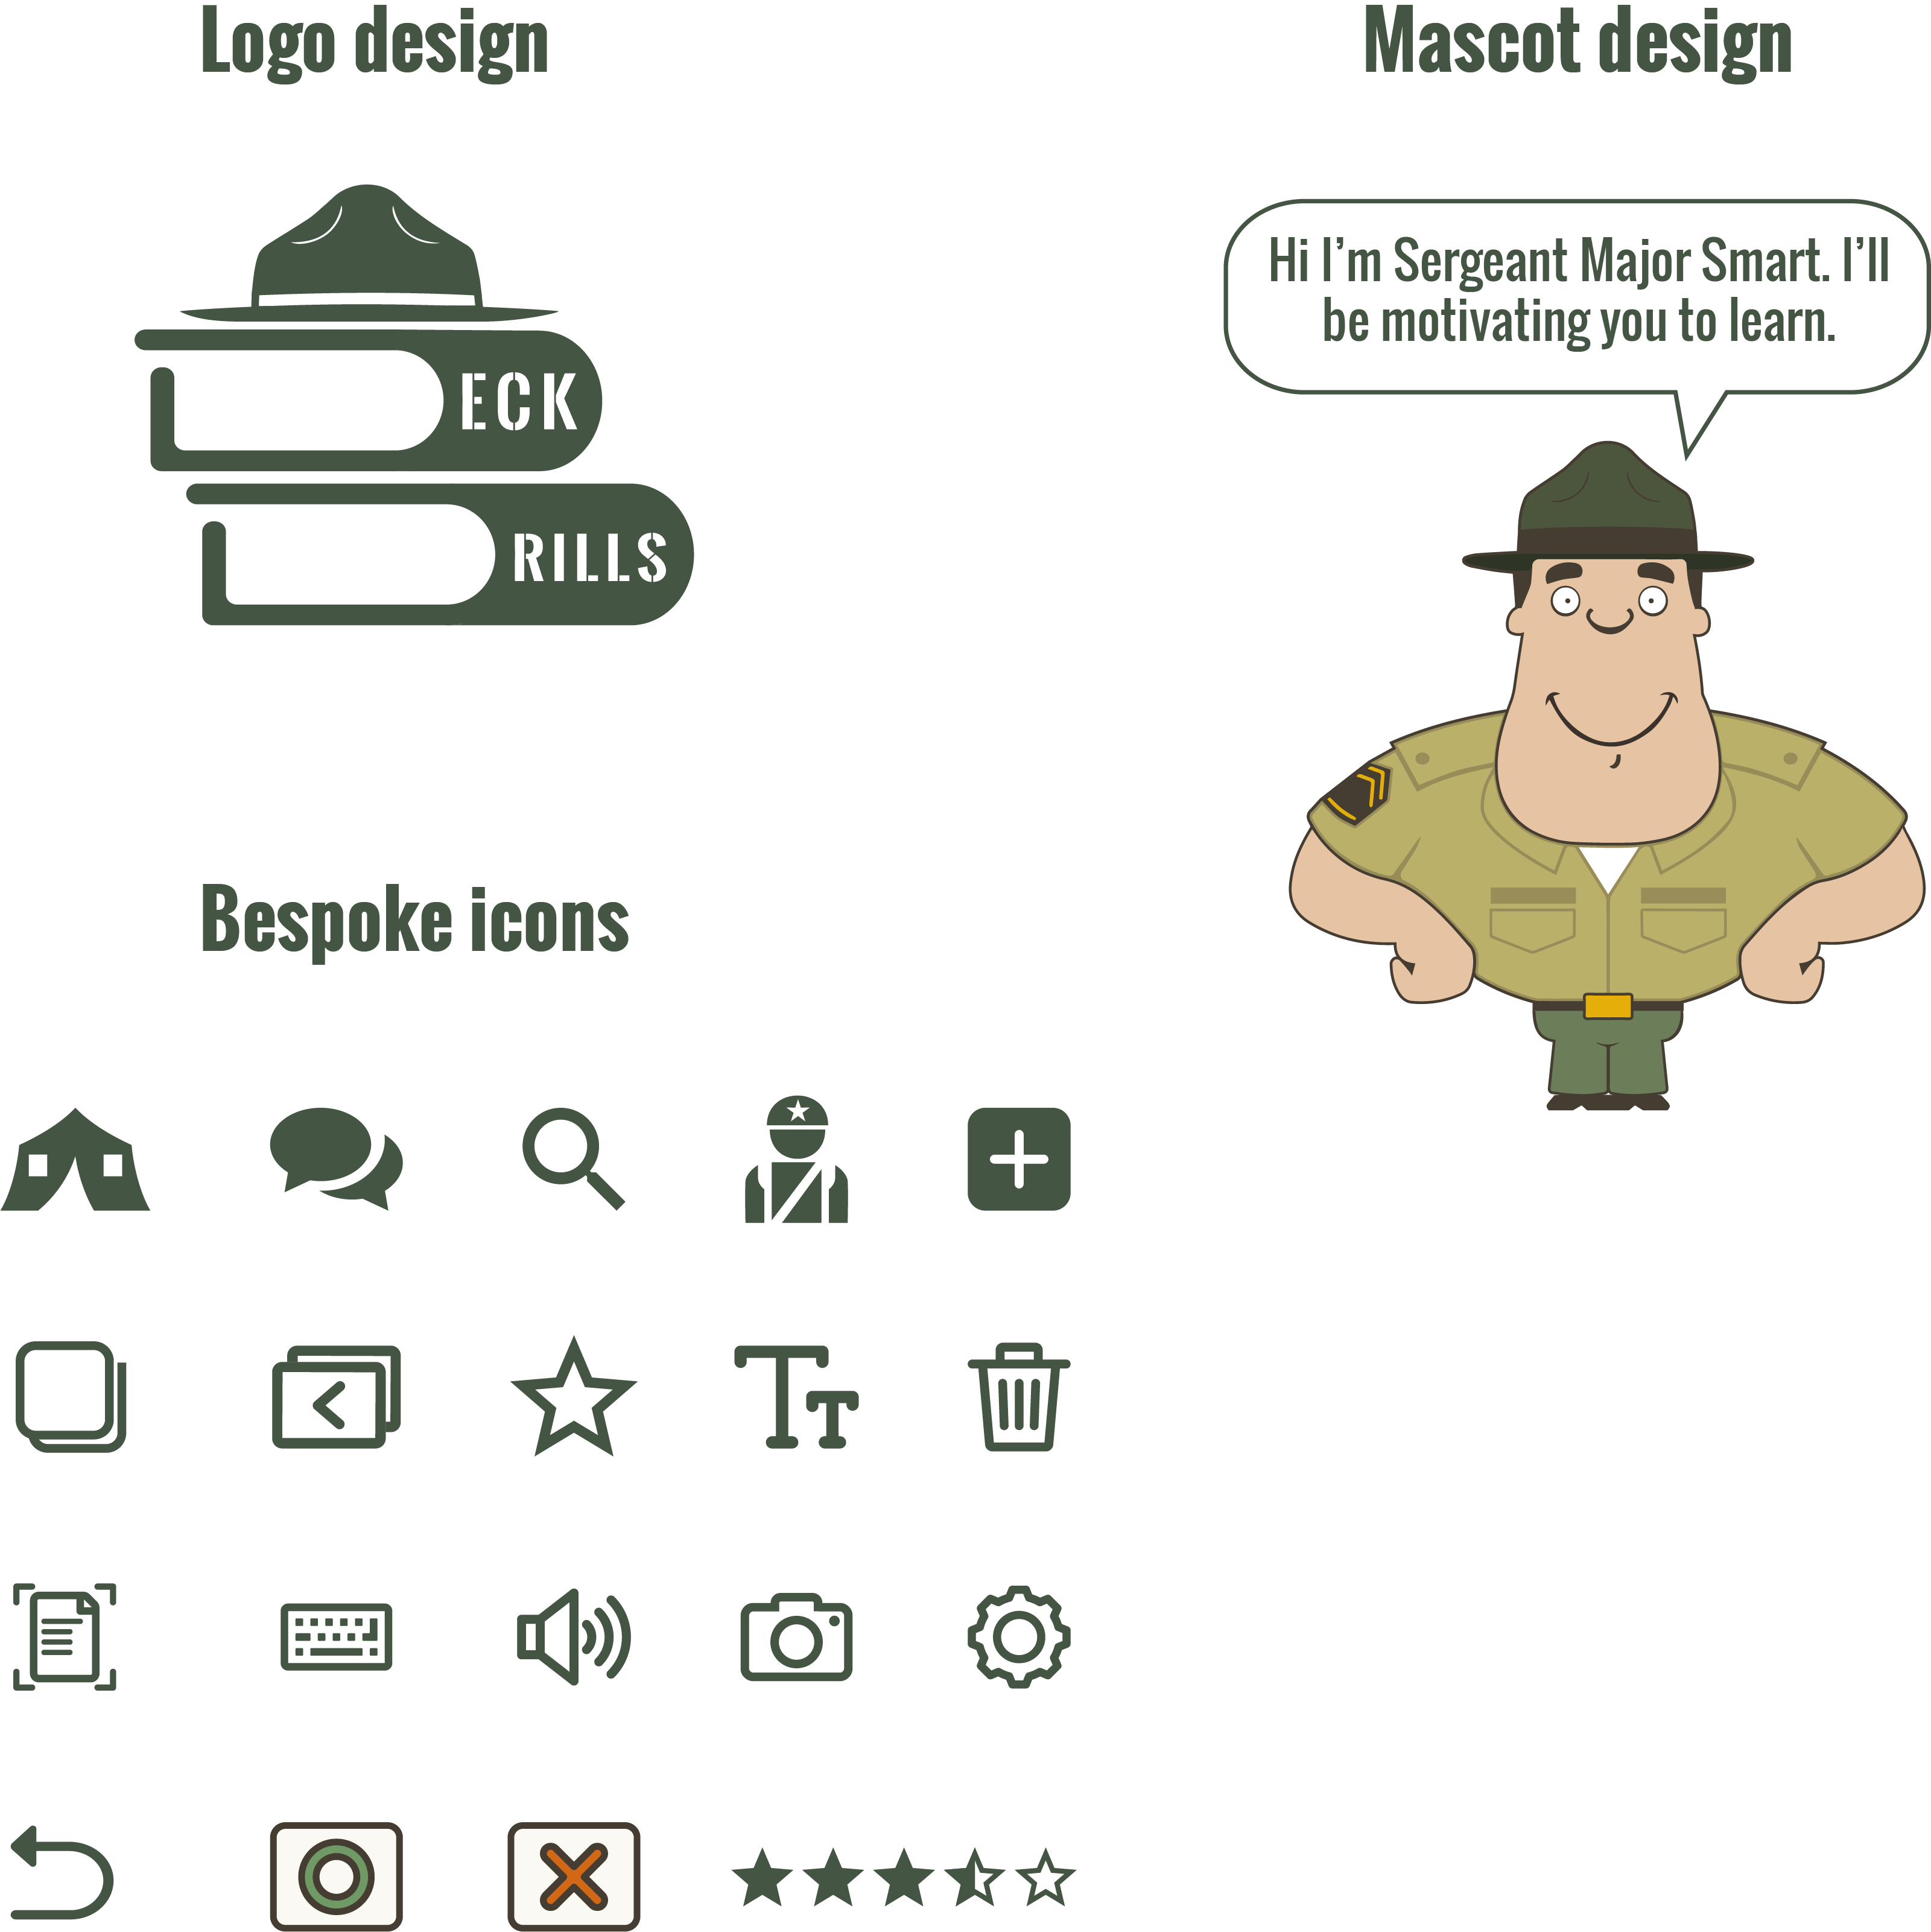 Logo design
Mascot design
Hi I’m Sergeant Major Smart. I’ll
be motivating you to learn.
ECK
RILLS
Bespoke icons